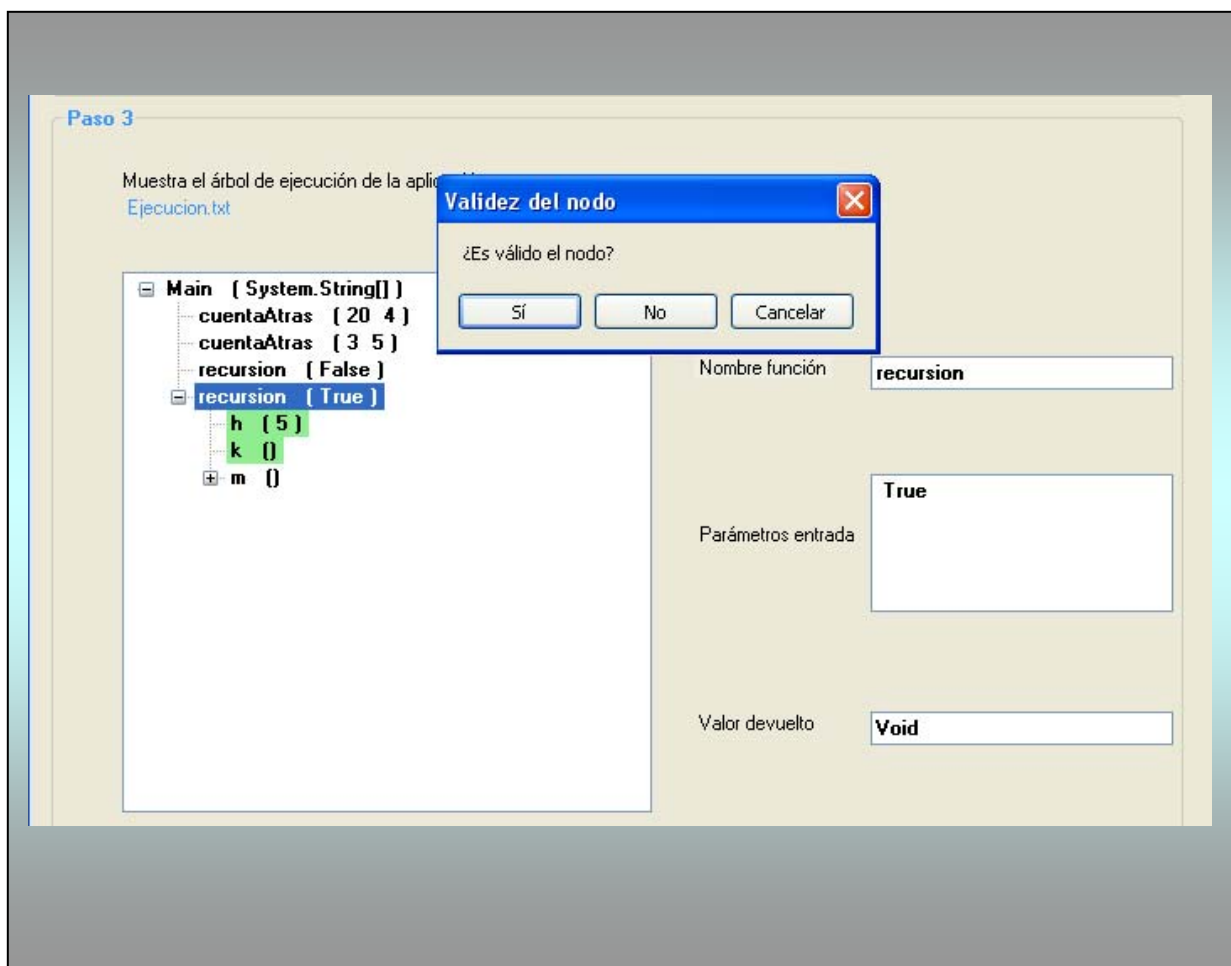 Paso 3
Muestra el árbol de ejecución de la
Ejecucion.txt
Validez del nodo
¿Es válido el nodo?
Sí No Cancelar
Main ( System.String[] )
cuentaAtras ( 20 4 )
cuentaAtras ( 3 5 )
recursion ( False )
recursion ( True )
h ( 5 )
k ()
m ()
Nombre función
recursion
Parámetros entrada
True
Valor devuelto
Void